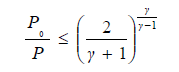 P₀/P ≤ (2/(γ + 1))^(γ/(γ−1))